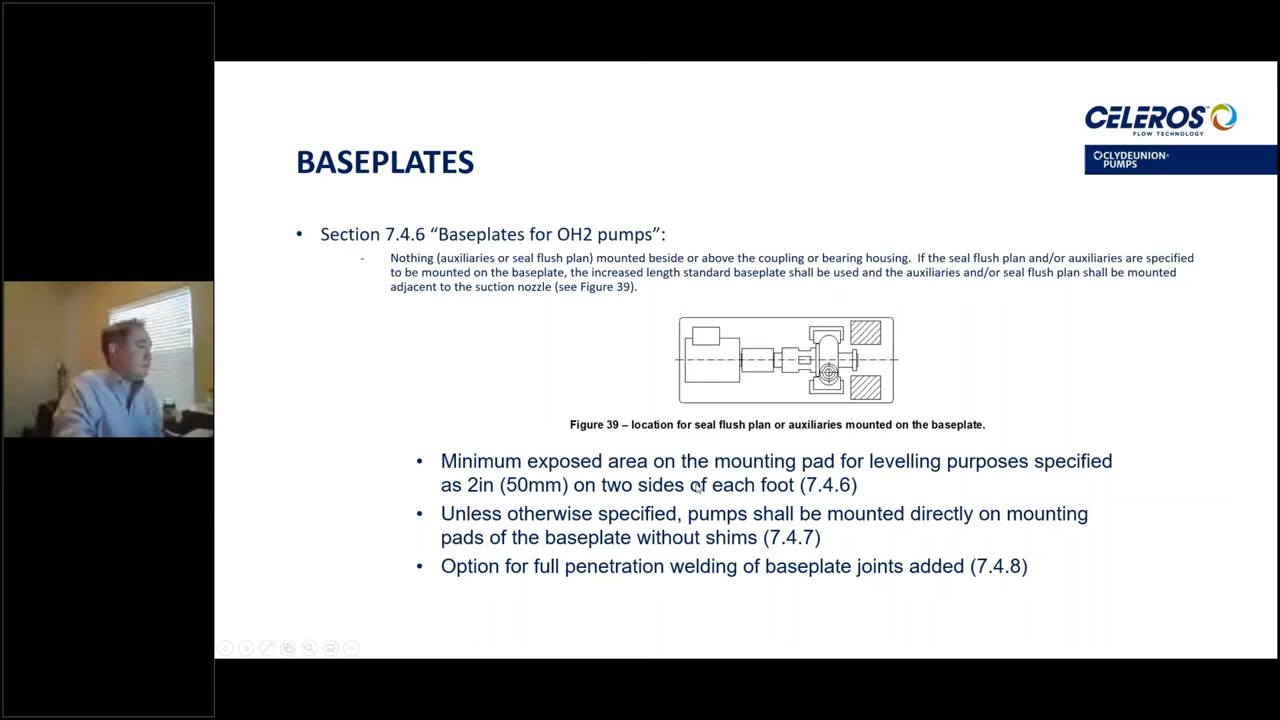 CELEROS
FLOW TECHNOLOGY
CLYDEUNION
PUMPS
BASEPLATES
• Section 7.4.6 “Baseplates for OH2 pumps”:
- Nothing (auxiliaries or seal flush plan) mounted beside or above the coupling or bearing housing. If the seal flush plan and/or auxiliaries are specified
to be mounted on the baseplate, the increased length standard baseplate shall be used and the auxiliaries and/or seal flush plan shall be mounted
adjacent to the suction nozzle (see Figure 39).
Figure 39 – location for seal flush plan or auxiliaries mounted on the baseplate.
• Minimum exposed area on the mounting pad for levelling purposes specified
as 2in (50mm) on two sides of each foot (7.4.6)
• Unless otherwise specified, pumps shall be mounted directly on mounting
pads of the baseplate without shims (7.4.7)
• Option for full penetration welding of baseplate joints added (7.4.8)